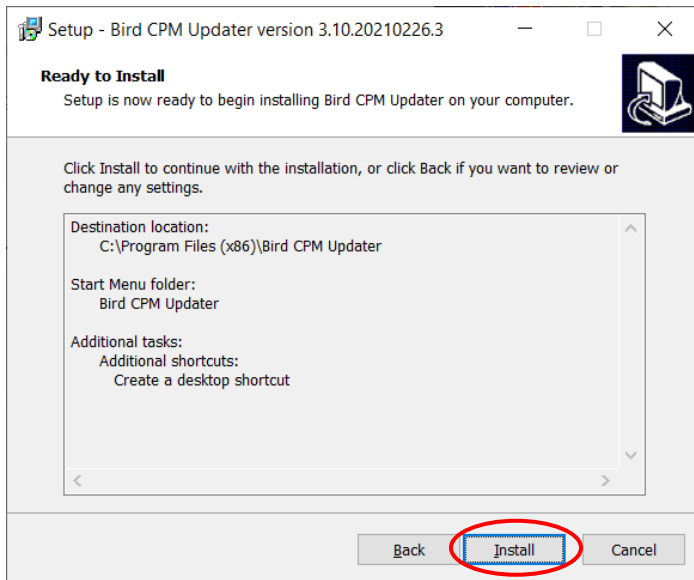 Setup - Bird CPM Updater version 3.10.20210226.3
Ready to Install
Setup is now ready to begin installing Bird CPM Updater on your computer.
Click Install to continue with the installation, or click Back if you want to review or
change any settings.
Destination location:
C:\Program Files (x86)\Bird CPM Updater
Start Menu folder:
Bird CPM Updater
Additional tasks:
Additional shortcuts:
Create a desktop shortcut
Back Install Cancel